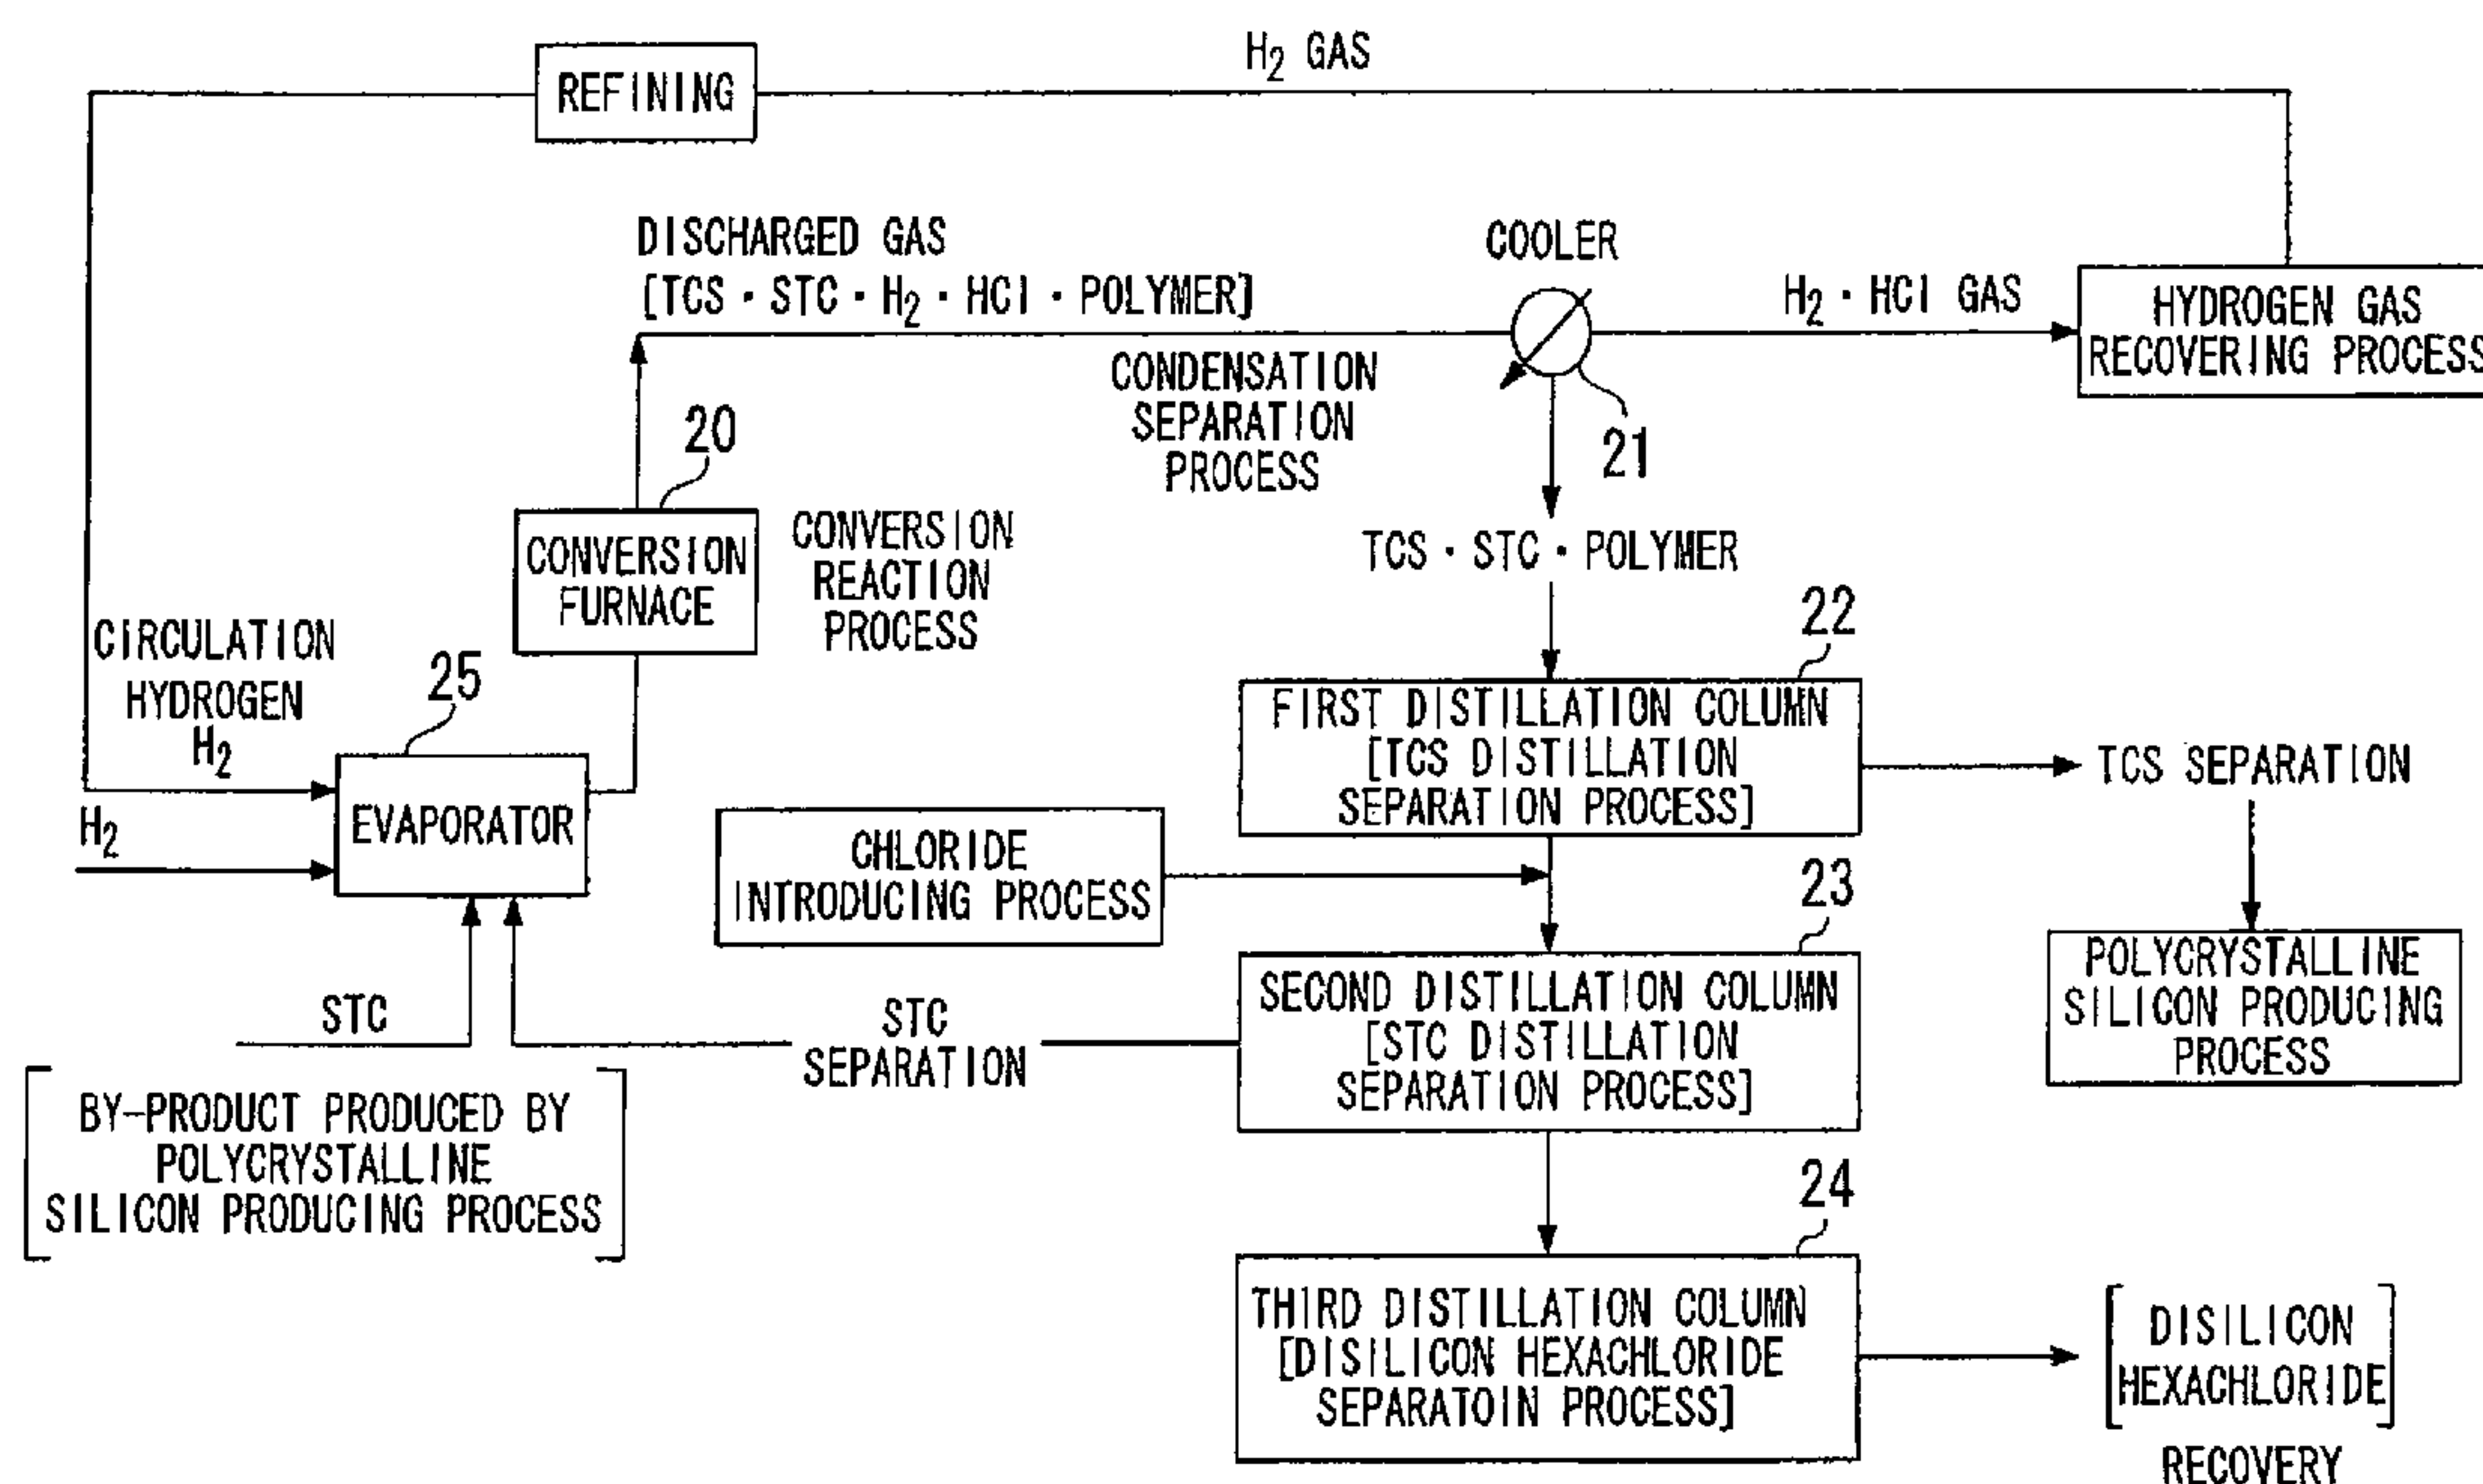 H2 GAS
REFINING
DISCHARGED GAS
[TCS・STC・H2・HCl・POLYMER]
COOLER
H2・HCl GAS
HYDROGEN GAS
RECOVERING PROCESS
CONDENSATION
SEPARATION
PROCESS
21
20
CONVERSION
FURNACE
CONVERSION
REACTION
PROCESS
TCS・STC・POLYMER
CIRCULATION
HYDROGEN
H2
25
H2
EVAPORATOR
22
FIRST DISTILLATION COLUMN
[TCS DISTILLATION
SEPARATION PROCESS]
TCS SEPARATION
CHLORIDE
INTRODUCING PROCESS
23
SECOND DISTILLATION COLUMN
[STC DISTILLATION
SEPARATION PROCESS]
POLYCRYSTALLINE
SILICON PRODUCING
PROCESS
STC
STC
SEPARATION
[BY-PRODUCT PRODUCED BY
POLYCRYSTALLINE
SILICON PRODUCING PROCESS]
24
THIRD DISTILLATION COLUMN
[DISILICON HEXACHLORIDE
SEPARATOIN PROCESS]
[DISILICON
HEXACHLORIDE]
RECOVERY